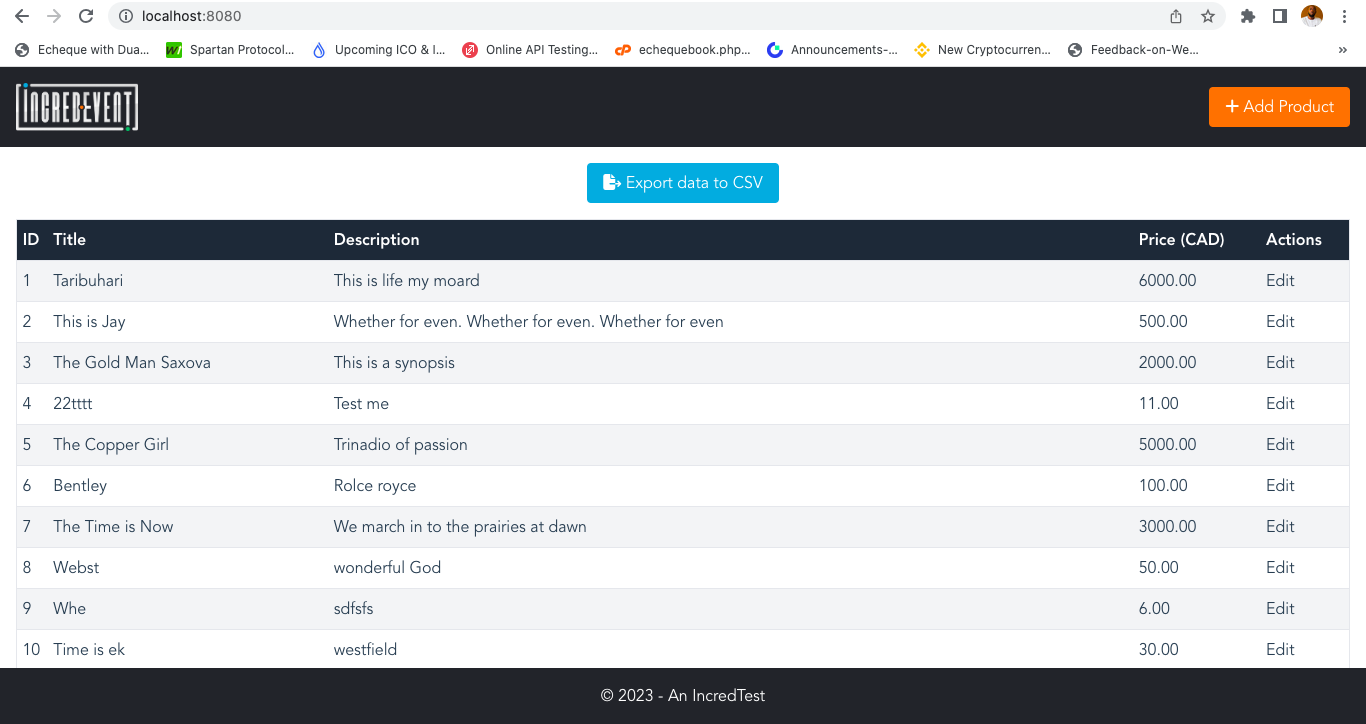 localhost:8080
Echeque with Dua... Spartan Protocol... Upcoming ICO & I... Online API Testing... echequebook.php... Announcements-... New Cryptocurren... Feedback-on-We... »
INCREDEVENT
+ Add Product
Export data to CSV
ID Title Description Price (CAD) Actions
1 Taribuhari This is life my moard 6000.00 Edit
2 This is Jay Whether for even. Whether for even. Whether for even 500.00 Edit
3 The Gold Man Saxova This is a synopsis 2000.00 Edit
4 22tttt Test me 11.00 Edit
5 The Copper Girl Trinadio of passion 5000.00 Edit
6 Bentley Rolce royce 100.00 Edit
7 The Time is Now We march in to the prairies at dawn 3000.00 Edit
8 Webst wonderful God 50.00 Edit
9 Whe sdfsfs 6.00 Edit
10 Time is ek westfield 30.00 Edit
© 2023 - An IncredTest